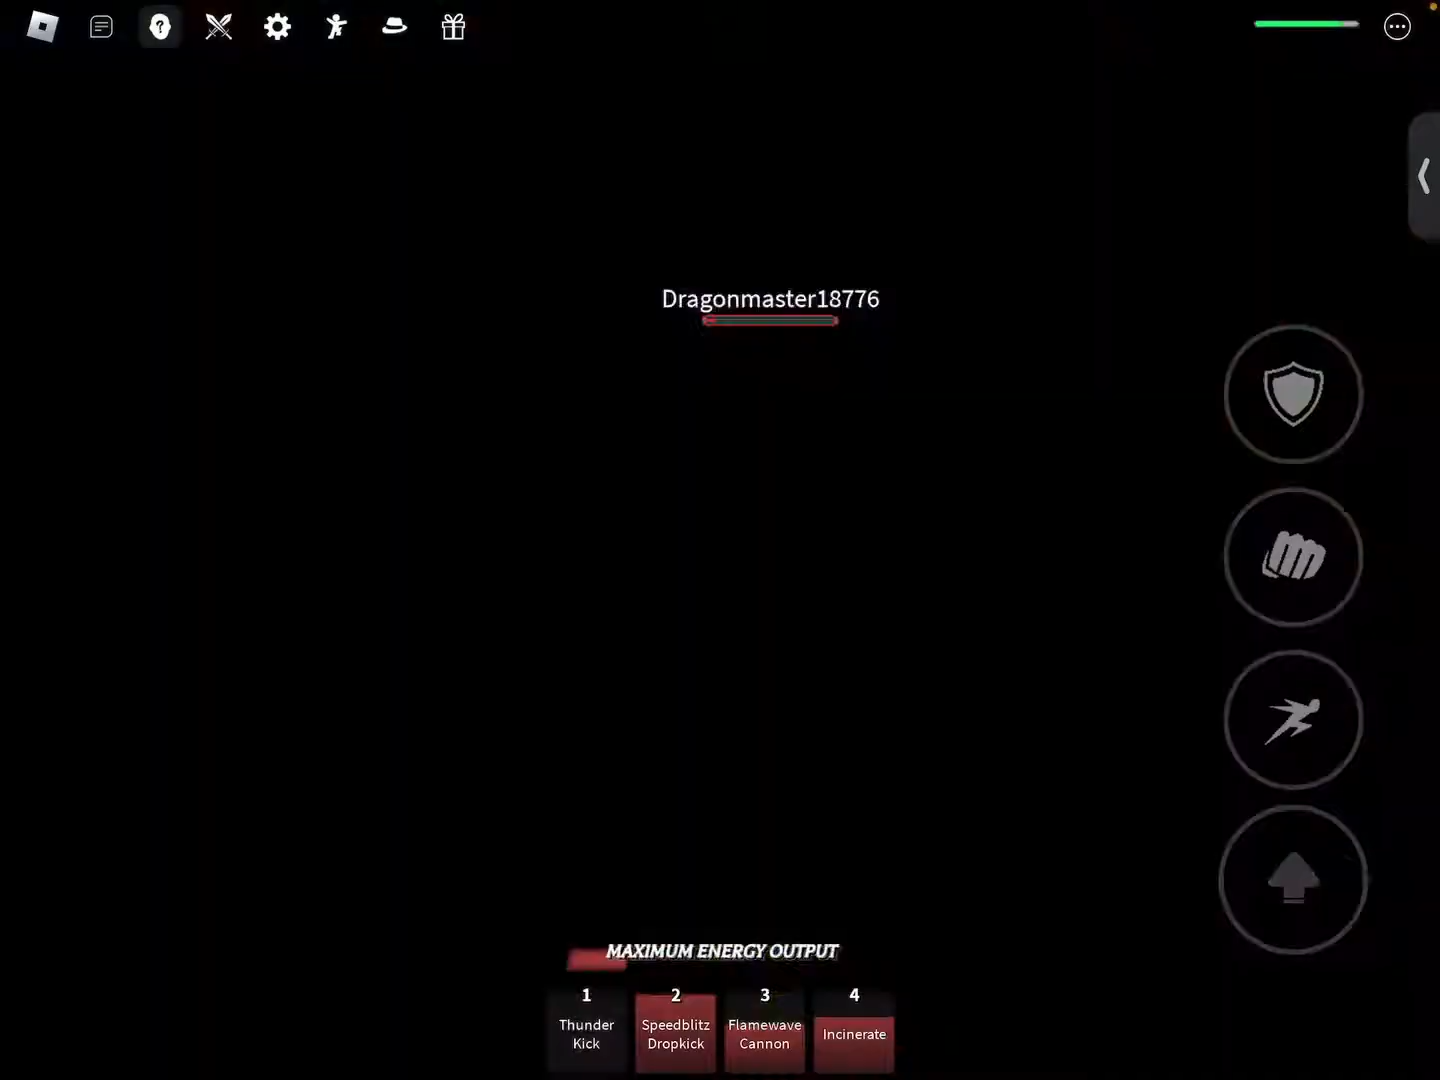 Dragonmaster18776
MAXIMUM ENERGY OUTPUT
1 2 3 4
Thunder Kick
Speedblitz Dropkick
Flamewave Cannon
Incinerate